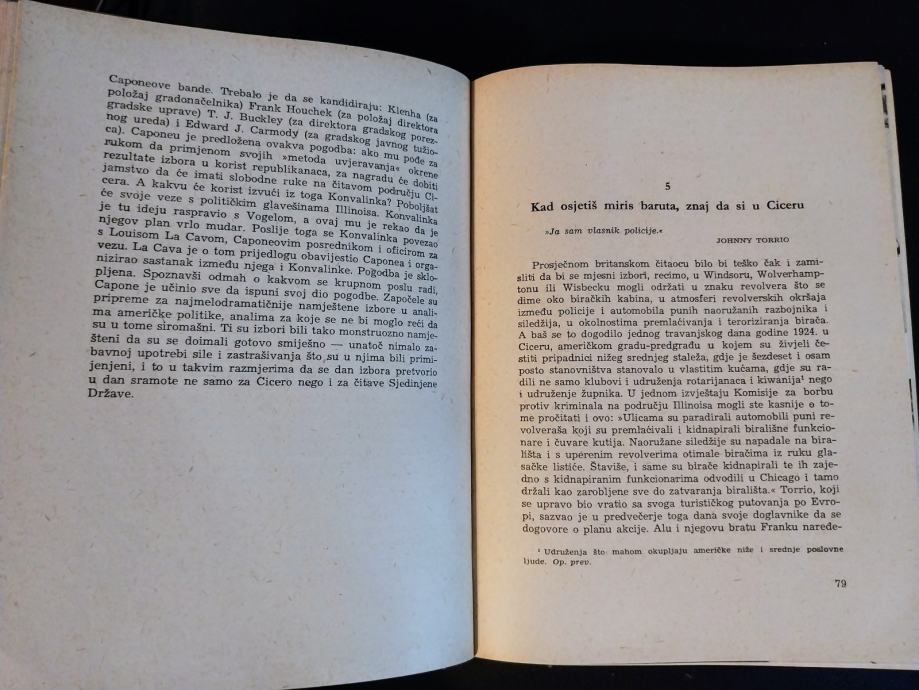 Caponeove bande. Trebalo je da se kandidiraju: Klenha (za
položaj gradonačelnika) Frank Houchek (za položaj direktora
gradske uprave) T. J. Buckley (za direktora gradskog porez-
nog ureda) i Edward J. Carmody (za gradskog javnog tužio-
ca). Caponeu je predložena ovakva pogodba: ako mu pođe za
rukom da primjenom svojih »metoda uvjeravanja« okrene
rezultate izbora u korist republikanaca, za nagradu će dobiti
jamstvo da će imati slobodne ruke na čitavom području Ci-
cera. A kakvu će korist izvući iz toga Konvalinka? Poboljšat
će svoje veze s političkim glavešinama Illinoisa. Konvalinka
je tu ideju raspravio s Vogelom, a ovaj mu je rekao da je
njegov plan vrlo mudar. Poslije toga se Konvalinka povezao
s Louisom La Cavom, Caponeovim posrednikom i oficirom za
vezu. La Cava je o tom prijedlogu obavijestio Caponea i orga-
nizirao sastanak između njega i Konvalinke. Pogodba je sklo-
pljena. Spoznavši odmah o kakvom se krupnom poslu radi,
Capone je učinio sve da ispuni svoj dio pogodbe. Započele su
pripreme za najmelodramatičnije namještene izbore u anali-
ma američke politike, analima za koje se ne bi moglo reći da
su u tome siromašni. Ti su izbori bili tako monstruozno namje-
šteni da su se doimali gotovo smiješno — unatoč nimalo za-
bavnoj upotrebi sile i zastrašivanja što su u njima bili primi-
jenjeni, i to u takvim razmjerima da se dan izbora pretvorio
u dan sramote ne samo za Cicero nego i za čitave Sjedinjene
Države.
5
Kad osjetiš miris baruta, znaj da si u Ciceru
»Ja sam vlasnik policije.«
JOHNNY TORRIO
Prosječnom britanskom čitaocu bilo bi teško čak i zami-
sliti da bi se mjesni izbori, recimo, u Windsoru, Wolverhamp-
tonu ili Wisbecku mogli održati u znaku revolvera što se
dime oko biračkih kabina, u atmosferi revolverskih okršaja
između policije i automobila punih naoružanih razbojnika i
siledžija, u okolnostima premlaćivanja i teroriziranja birača.
A baš se to dogodilo jednog travanjskog dana godine 1924. u
Ciceru, američkom gradu-predgrađu u kojem su živjeli če-
stiti pripadnici nižeg srednjeg staleža, gdje je šezdeset i osam
posto stanovništva stanovalo u vlastitim kućama, gdje su ra-
dili ne samo klubovi i udruženja rotarijanaca i kiwanija¹ nego
i udruženje župnika. U jednom izvještaju Komisije za borbu
protiv kriminala na području Illinoisa mogli ste kasnije o to-
me pročitati i ovo: »Ulicama su paradirali automobili puni re-
volveraša koji su premlaćivali i kidnapirali birališne funkcio-
nare i čuvare kutija. Naoružane siledžije su napadale na bira-
lišta i s uperenim revolverima otimale biračima iz ruku gla-
sačke listiće. Štaviše, i same su birače kidnapirali te ih zaje-
dno s kidnapiranim funkcionarima odvodili u Chicago i tamo
držali kao zarobljene sve do zatvaranja birališta.« Torrio, koji
se upravo bio vratio sa svoga turističkog putovanja po Evro-
pi, sazvao je u predvečerje toga dana svoje doglavnike da se
dogovore o planu akcije. Alu i njegovu bratu Franku naređe-
¹ Udruženja što mahom okupljaju američke niže i srednje poslovne
ljude. Op. prev.
79